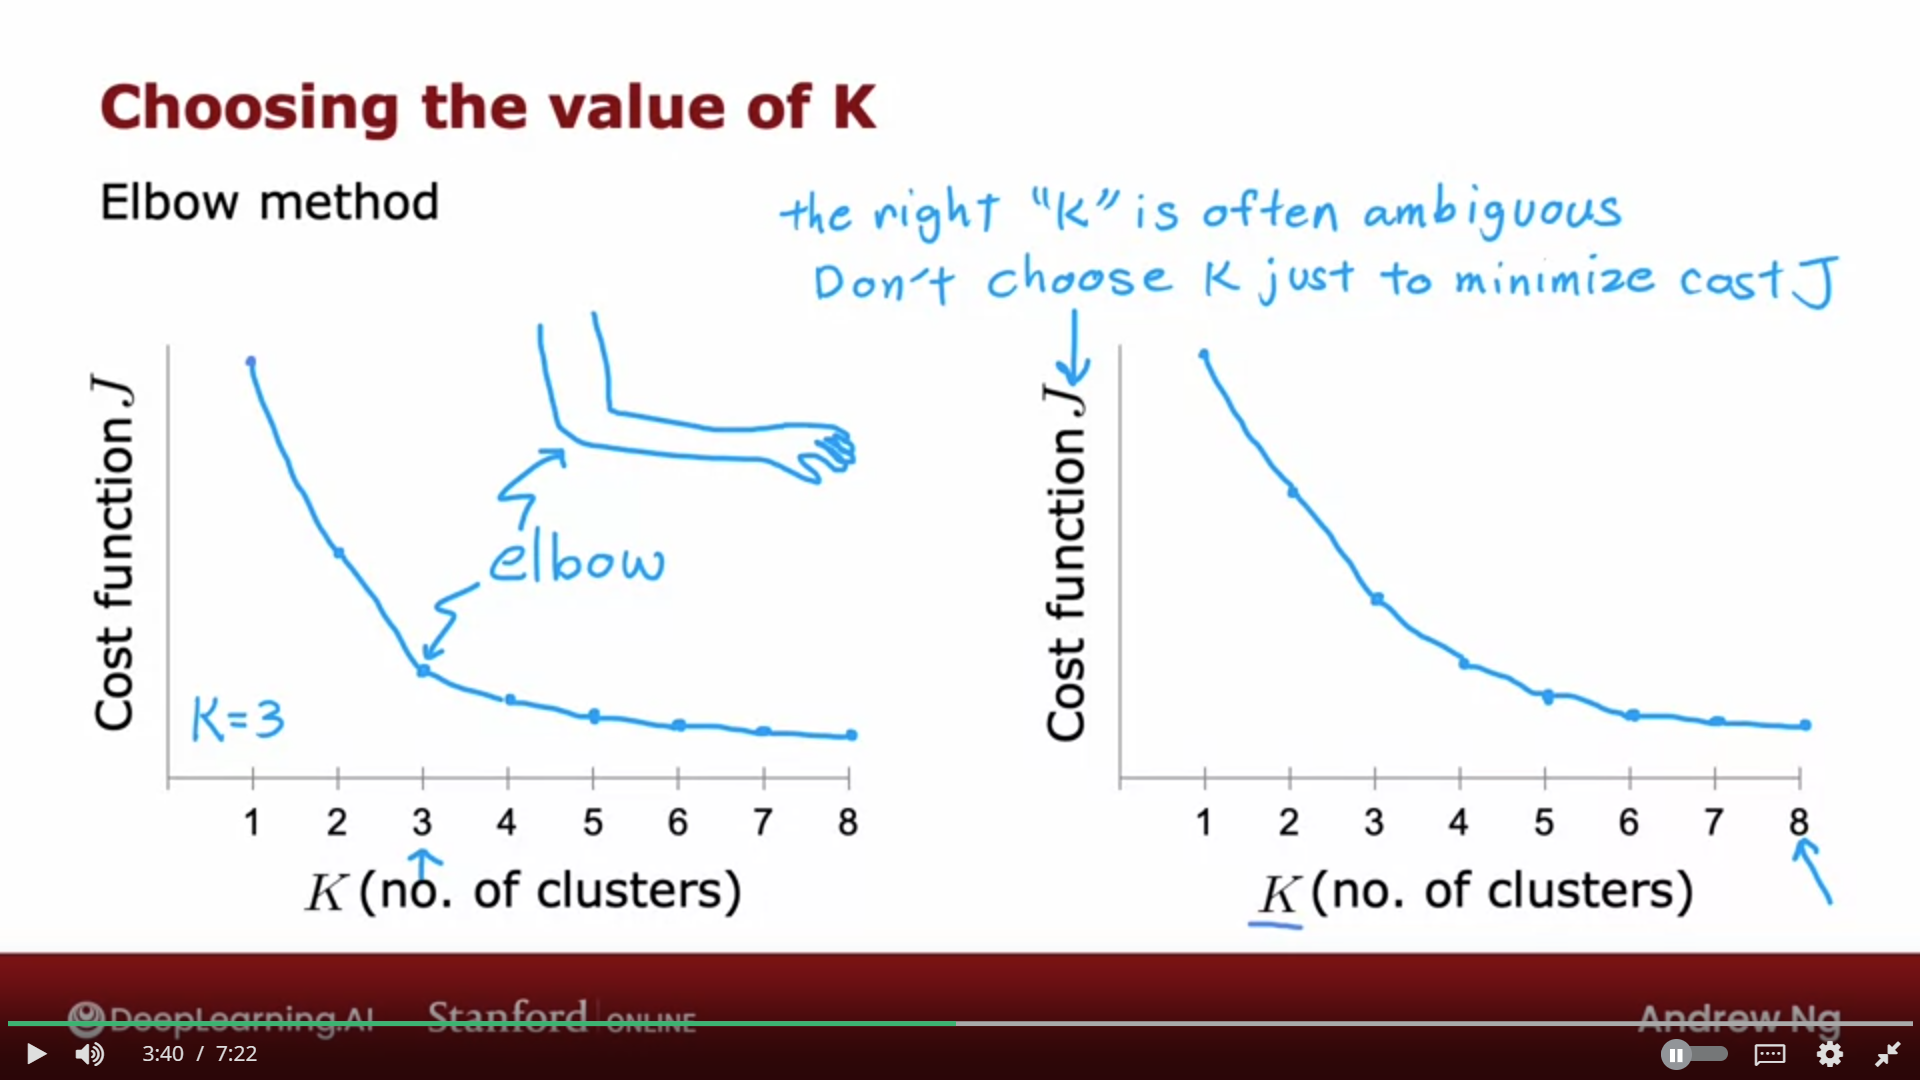 Choosing the value of K
Elbow method
the right "K" is often ambiguous
Don't choose K just to minimize cost J
Cost function J
elbow
K=3
1 2 3 4 5 6 7 8
K (no. of clusters)
Cost function J
1 2 3 4 5 6 7 8
K (no. of clusters)
DeepLearning.AI Stanford ONLINE Andrew Ng
3:40 / 7:22